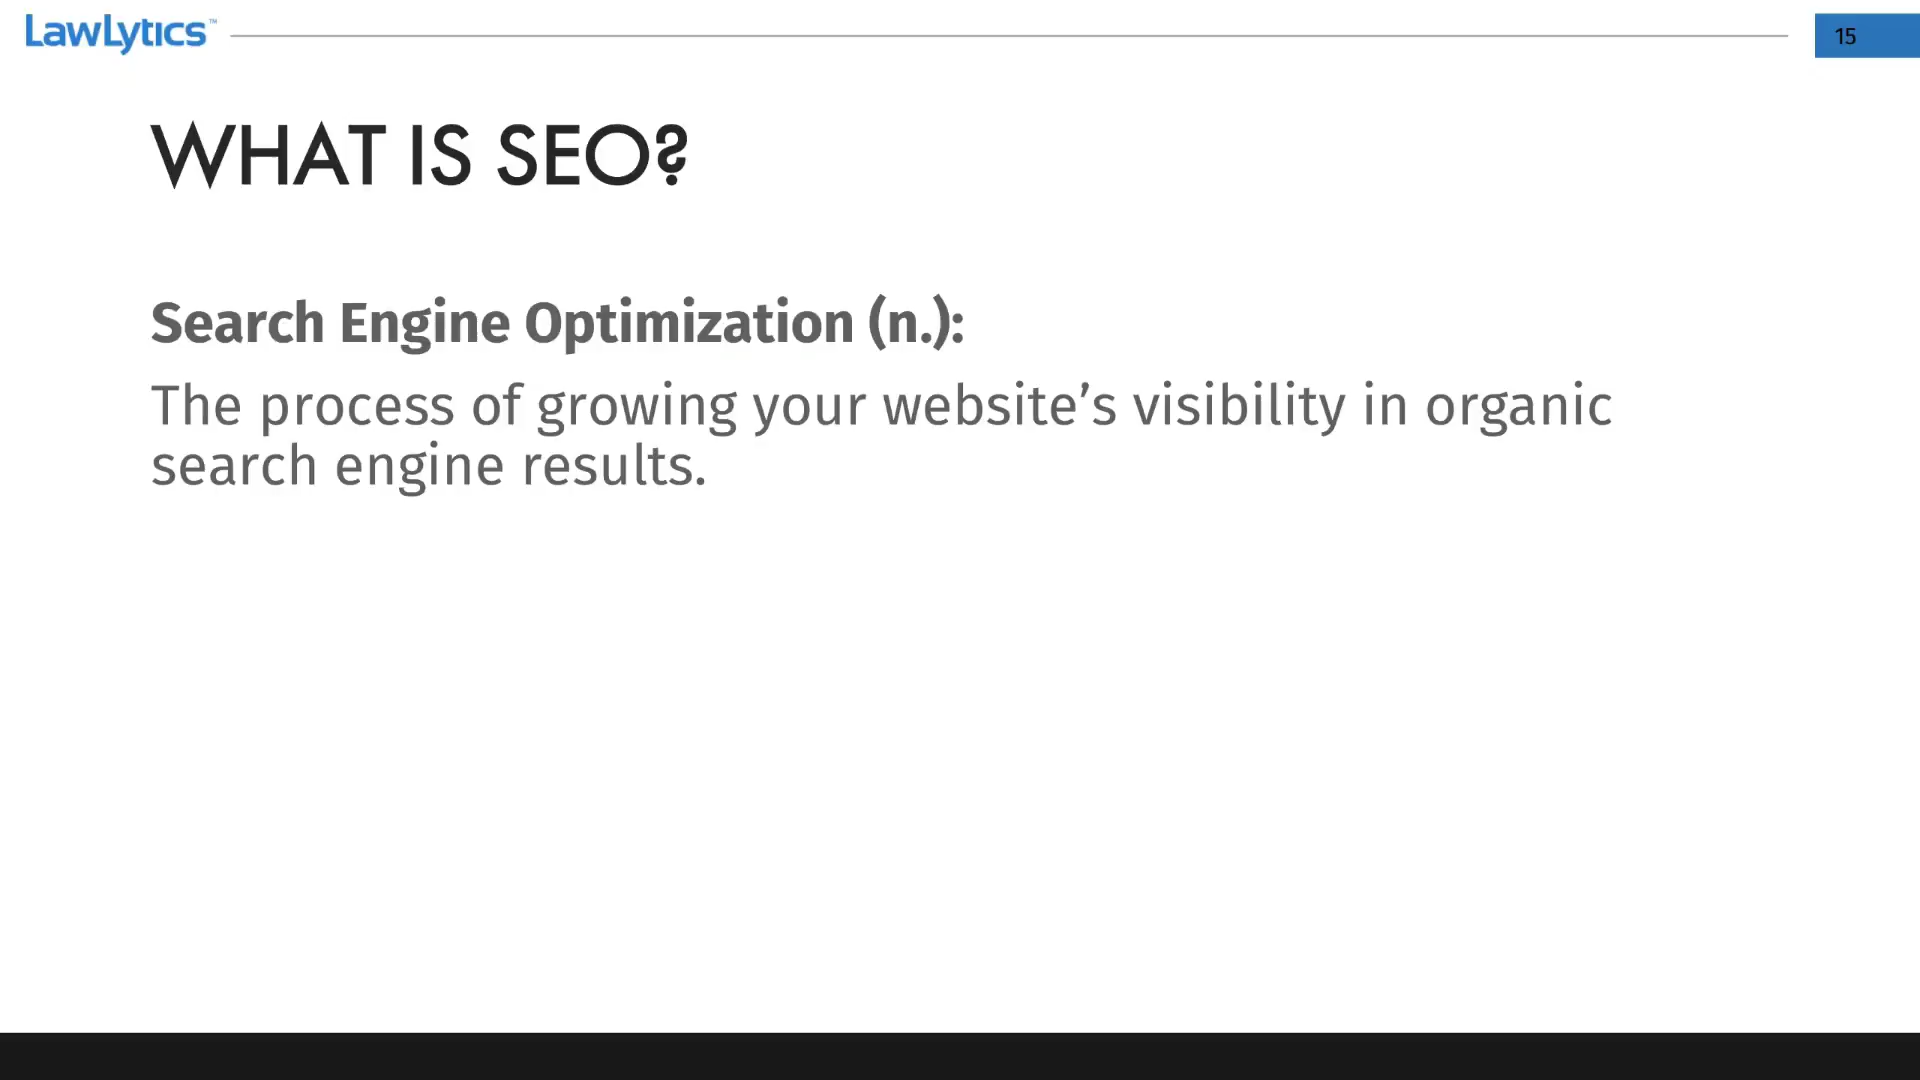 LawLytics™
15
WHAT IS SEO?
Search Engine Optimization (n.):
The process of growing your website’s visibility in organic
search engine results.